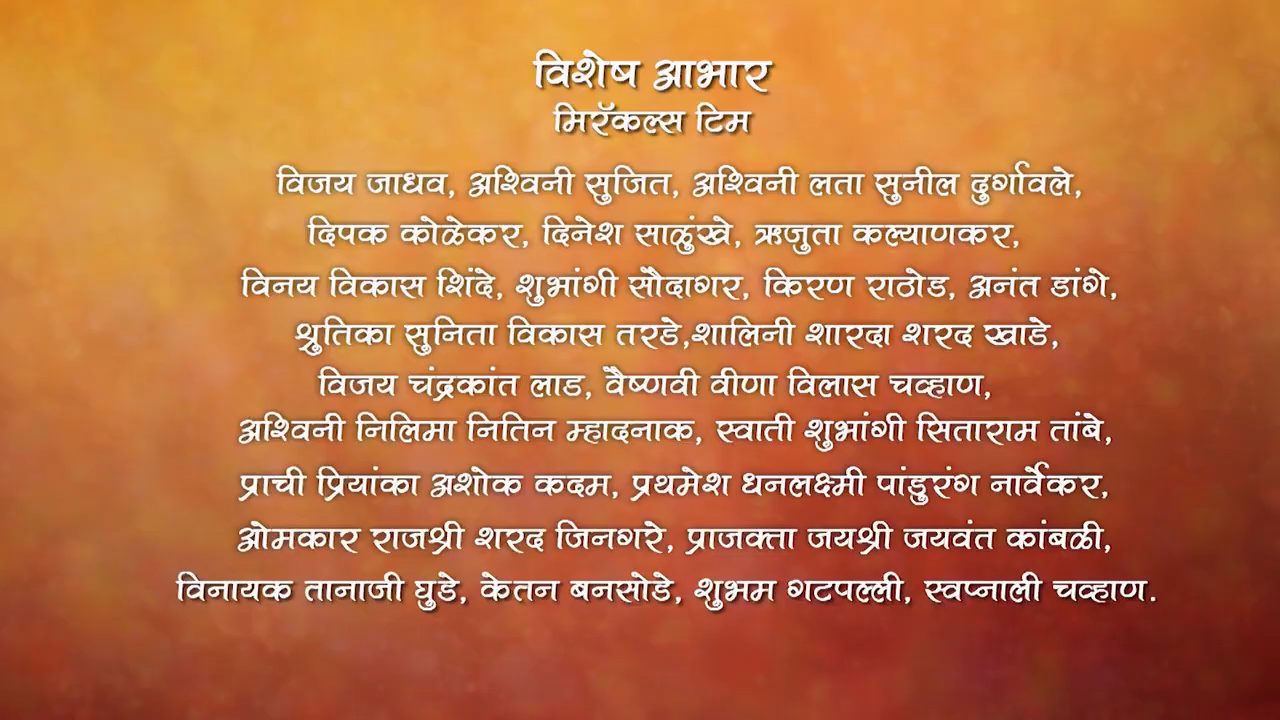 विशेष आभार
मिरॅकल्स टिम
विजय जाधव, अश्विनी सुजित, अश्विनी लता सुनील दुर्गावले,
दिपक कोळेकर, दिनेश साळुंखे, ऋजुता कल्याणकर,
विनय विकास शिंदे, शुभांगी सौदागर, किरण राठोड, अनंत डांगे,
श्रुतिका सुनिता विकास तरडे,शालिनी शारदा शरद खाडे,
विजय चंद्रकांत लाड, वैष्णवी वीणा विलास चव्हाण,
अश्विनी निलिमा नितिन म्हादनाक, स्वाती शुभांगी सिताराम तांबे,
प्राची प्रियांका अशोक कदम, प्रथमेश धनलक्ष्मी पांडुरंग नार्वेकर,
ओमकार राजश्री शरद जिनगरे, प्राजक्ता जयश्री जयवंत कांबळी,
विनायक तानाजी घुडे, केतन बनसोडे, शुभम गटपल्ली, स्वप्नाली चव्हाण.